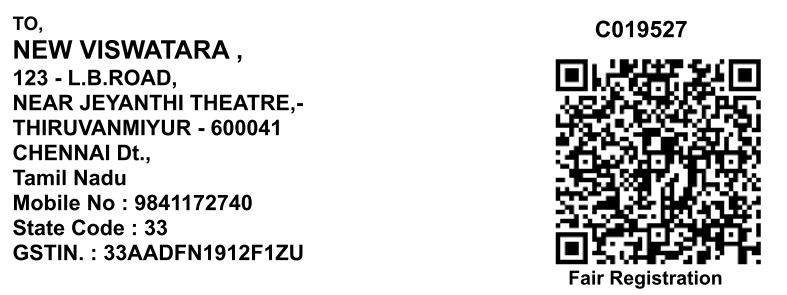 TO,
NEW VISWATARA ,
123 - L.B.ROAD,
NEAR JEYANTHI THEATRE,-
THIRUVANMIYUR - 600041
CHENNAI Dt.,
Tamil Nadu
Mobile No : 9841172740
State Code : 33
GSTIN. : 33AADFN1912F1ZU
C019527
Fair Registration